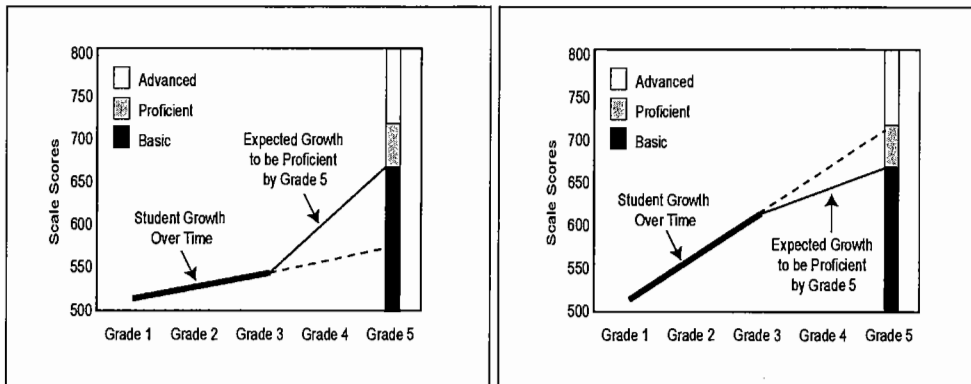 800
750
700
650
600
550
500
Scale Scores
Advanced
Proficient
Basic
Expected Growth
to be Proficient
by Grade 5
Student Growth
Over Time
Grade 1 Grade 2 Grade 3 Grade 4 Grade 5
800
750
700
650
600
550
500
Scale Scores
Advanced
Proficient
Basic
Student Growth
Over Time
Expected Growth
to be Proficient
by Grade 5
Grade 1 Grade 2 Grade 3 Grade 4 Grade 5